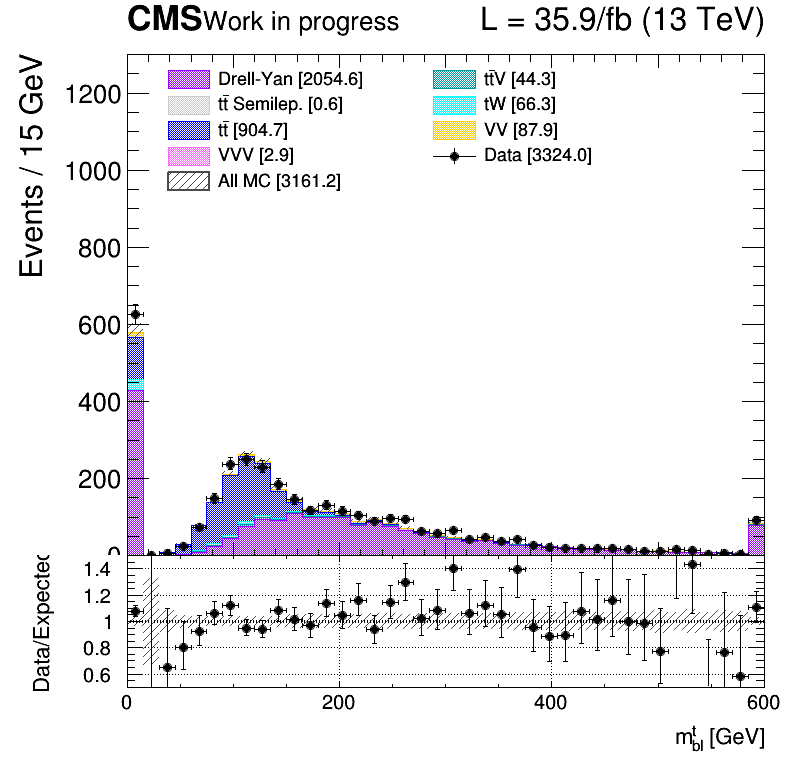 CMS Work in progress L = 35.9/fb (13 TeV)
Events / 15 GeV
1200
1000
800
600
400
200
0
Drell-Yan [2054.6]
tt̄ Semilep. [0.6]
tt̄ [904.7]
VVV [2.9]
All MC [3161.2]
tt̄V [44.3]
tW [66.3]
VV [87.9]
Data [3324.0]
Data/Expected
1.4
1.2
1
0.8
0.6
0 200 400 600
m^t_bl [GeV]